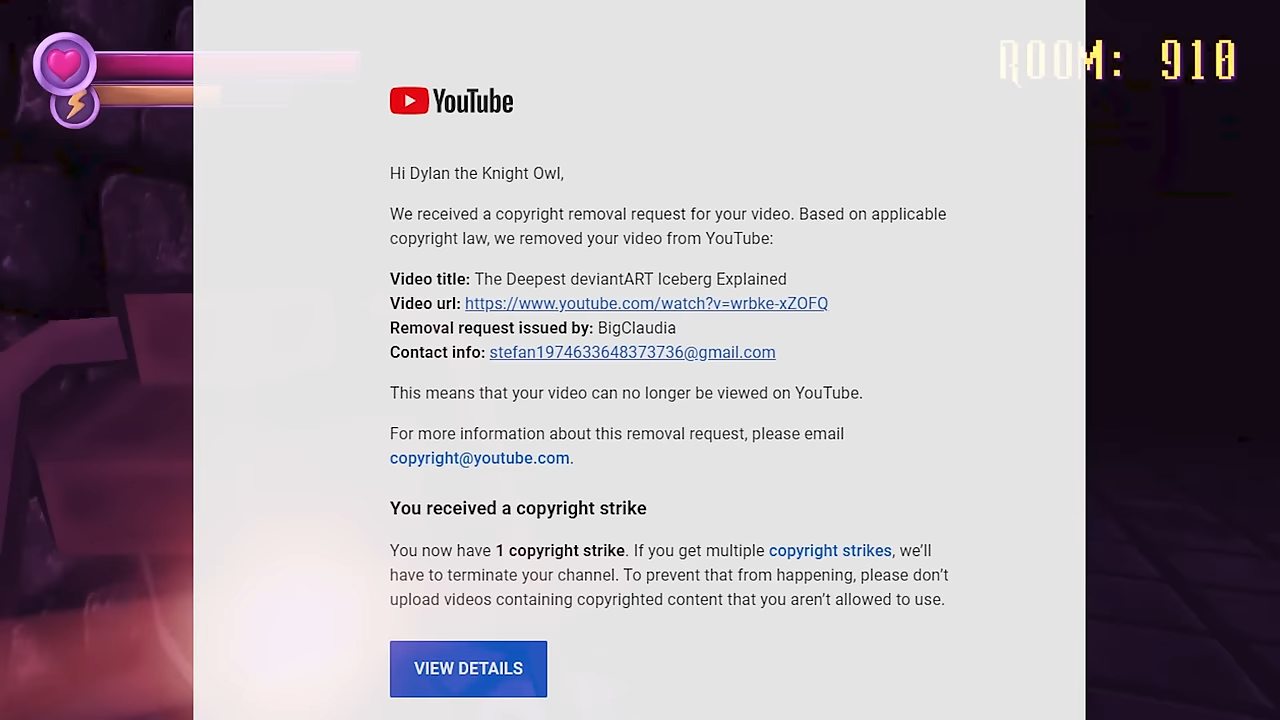 ROOM: 910
YouTube
Hi Dylan the Knight Owl,
We received a copyright removal request for your video. Based on applicable
copyright law, we removed your video from YouTube:
Video title: The Deepest deviantART Iceberg Explained
Video url: https://www.youtube.com/watch?v=wrbke-xZOFQ
Removal request issued by: BigClaudia
Contact info: stefan1974633648373736@gmail.com
This means that your video can no longer be viewed on YouTube.
For more information about this removal request, please email
copyright@youtube.com.
You received a copyright strike
You now have 1 copyright strike. If you get multiple copyright strikes, we’ll
have to terminate your channel. To prevent that from happening, please don’t
upload videos containing copyrighted content that you aren’t allowed to use.
VIEW DETAILS